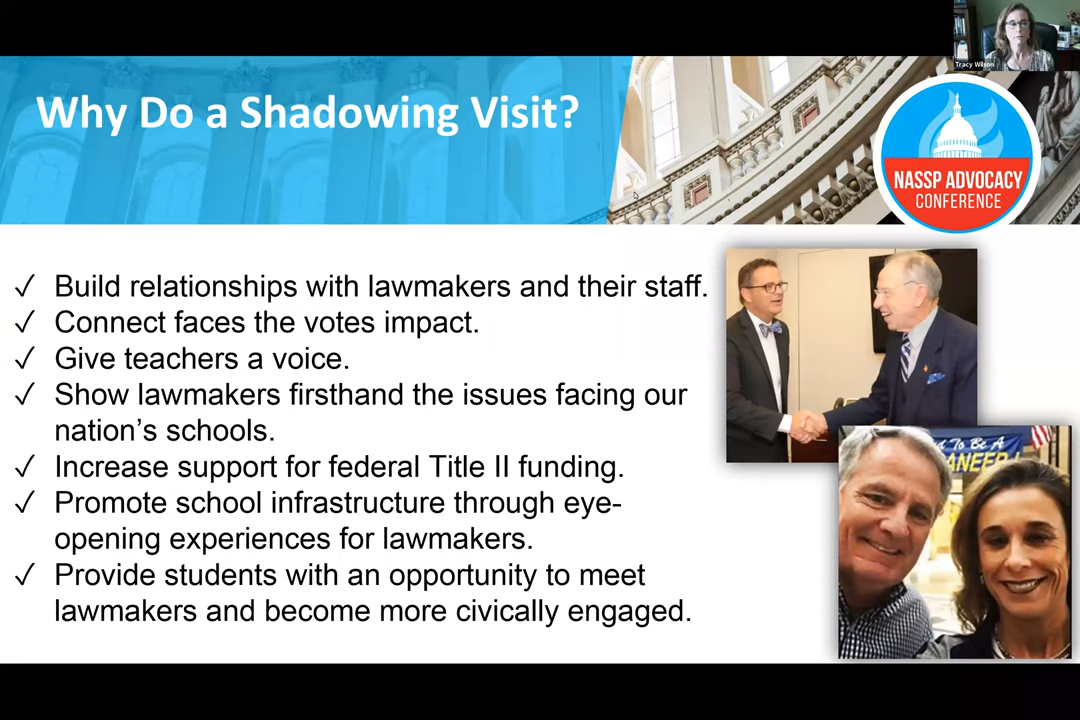 Tracy Wilson
Why Do a Shadowing Visit?
NASSP ADVOCACY
CONFERENCE
✓ Build relationships with lawmakers and their staff.
✓ Connect faces the votes impact.
✓ Give teachers a voice.
✓ Show lawmakers firsthand the issues facing our
nation’s schools.
✓ Increase support for federal Title II funding.
✓ Promote school infrastructure through eye-
opening experiences for lawmakers.
✓ Provide students with an opportunity to meet
lawmakers and become more civically engaged.
To Be A